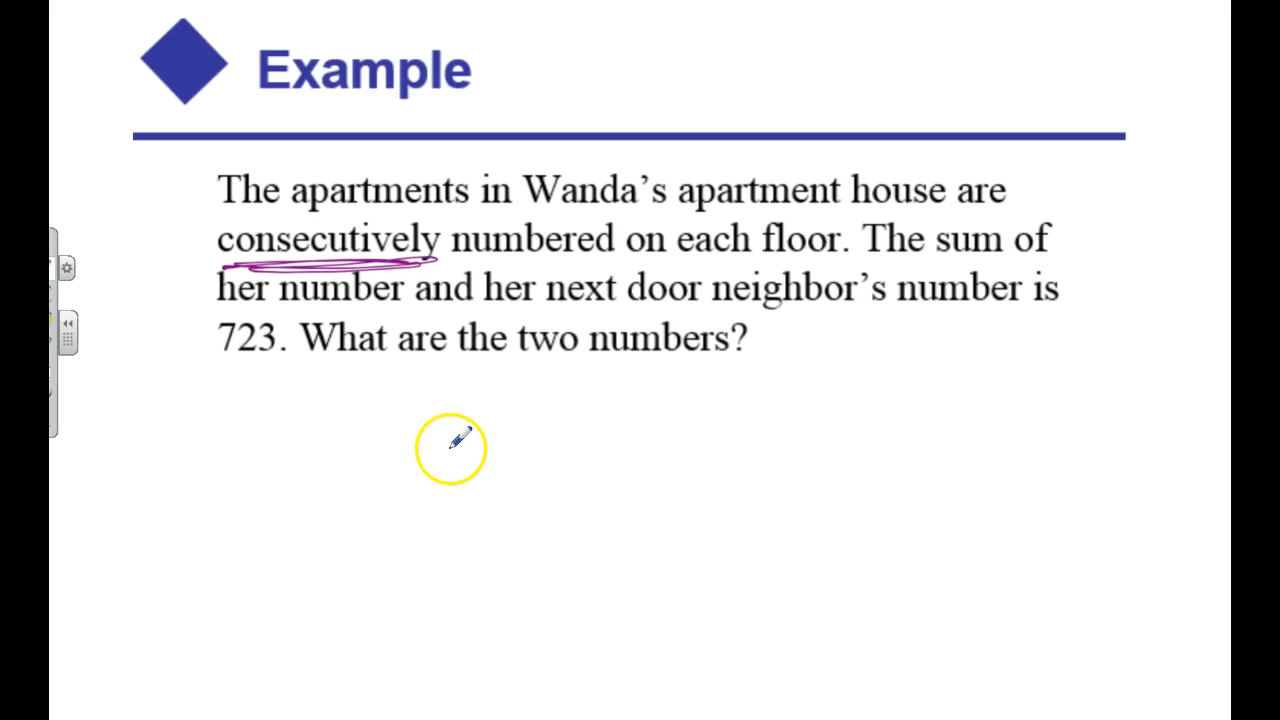 Example
The apartments in Wanda’s apartment house are
consecutively numbered on each floor. The sum of
her number and her next door neighbor’s number is
723. What are the two numbers?